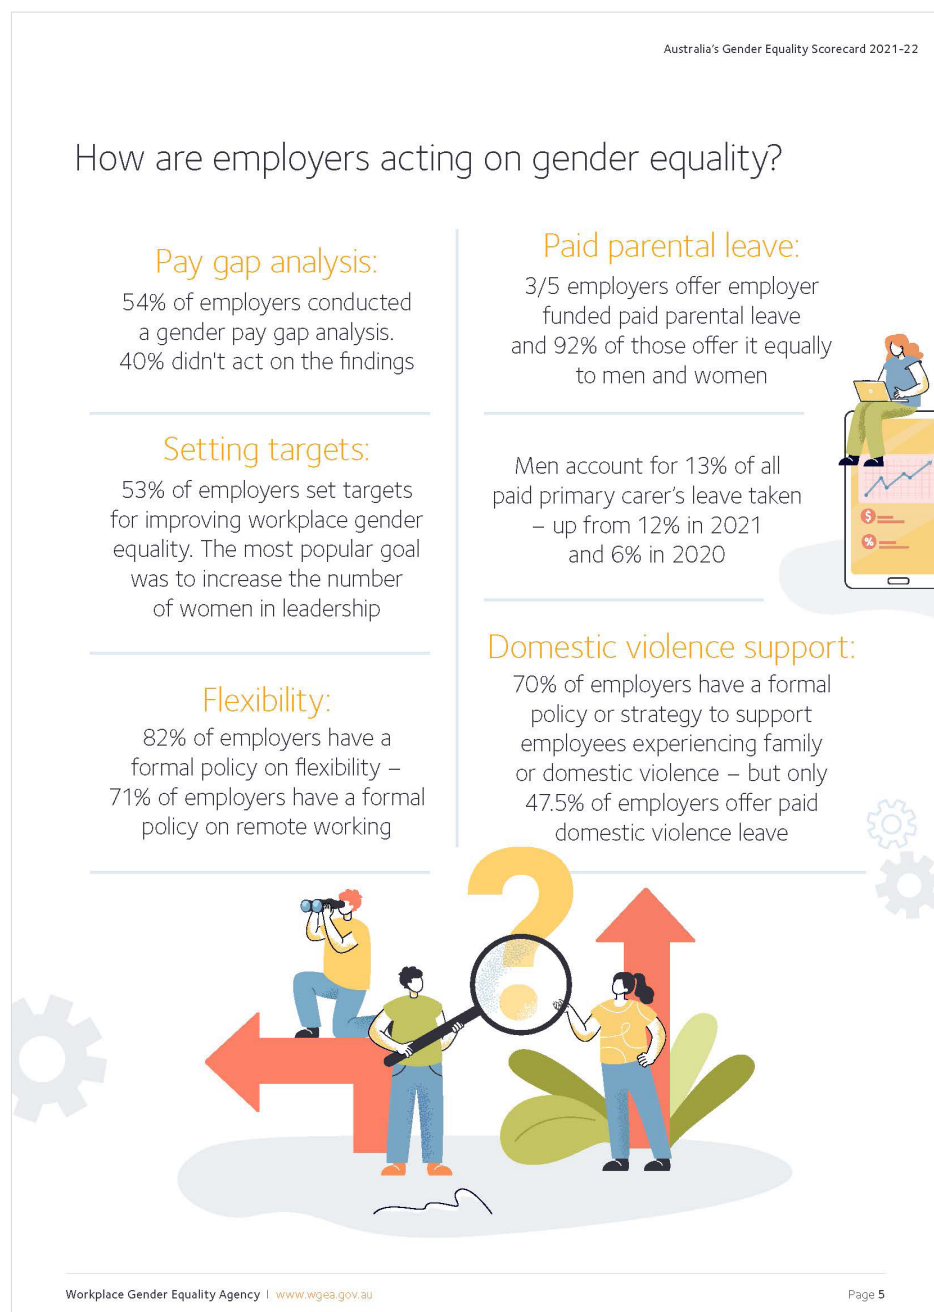 Australia's Gender Equality Scorecard 2021-22
How are employers acting on gender equality?
Pay gap analysis:
54% of employers conducted
a gender pay gap analysis.
40% didn't act on the findings
Setting targets:
53% of employers set targets
for improving workplace gender
equality. The most popular goal
was to increase the number
of women in leadership
Flexibility:
82% of employers have a
formal policy on flexibility –
71% of employers have a formal
policy on remote working
Paid parental leave:
3/5 employers offer employer
funded paid parental leave
and 92% of those offer it equally
to men and women
Men account for 13% of all
paid primary carer's leave taken
– up from 12% in 2021
and 6% in 2020
$
%
Domestic violence support:
70% of employers have a formal
policy or strategy to support
employees experiencing family
or domestic violence – but only
47.5% of employers offer paid
domestic violence leave
?
Workplace Gender Equality Agency | www.wgea.gov.au
Page 5